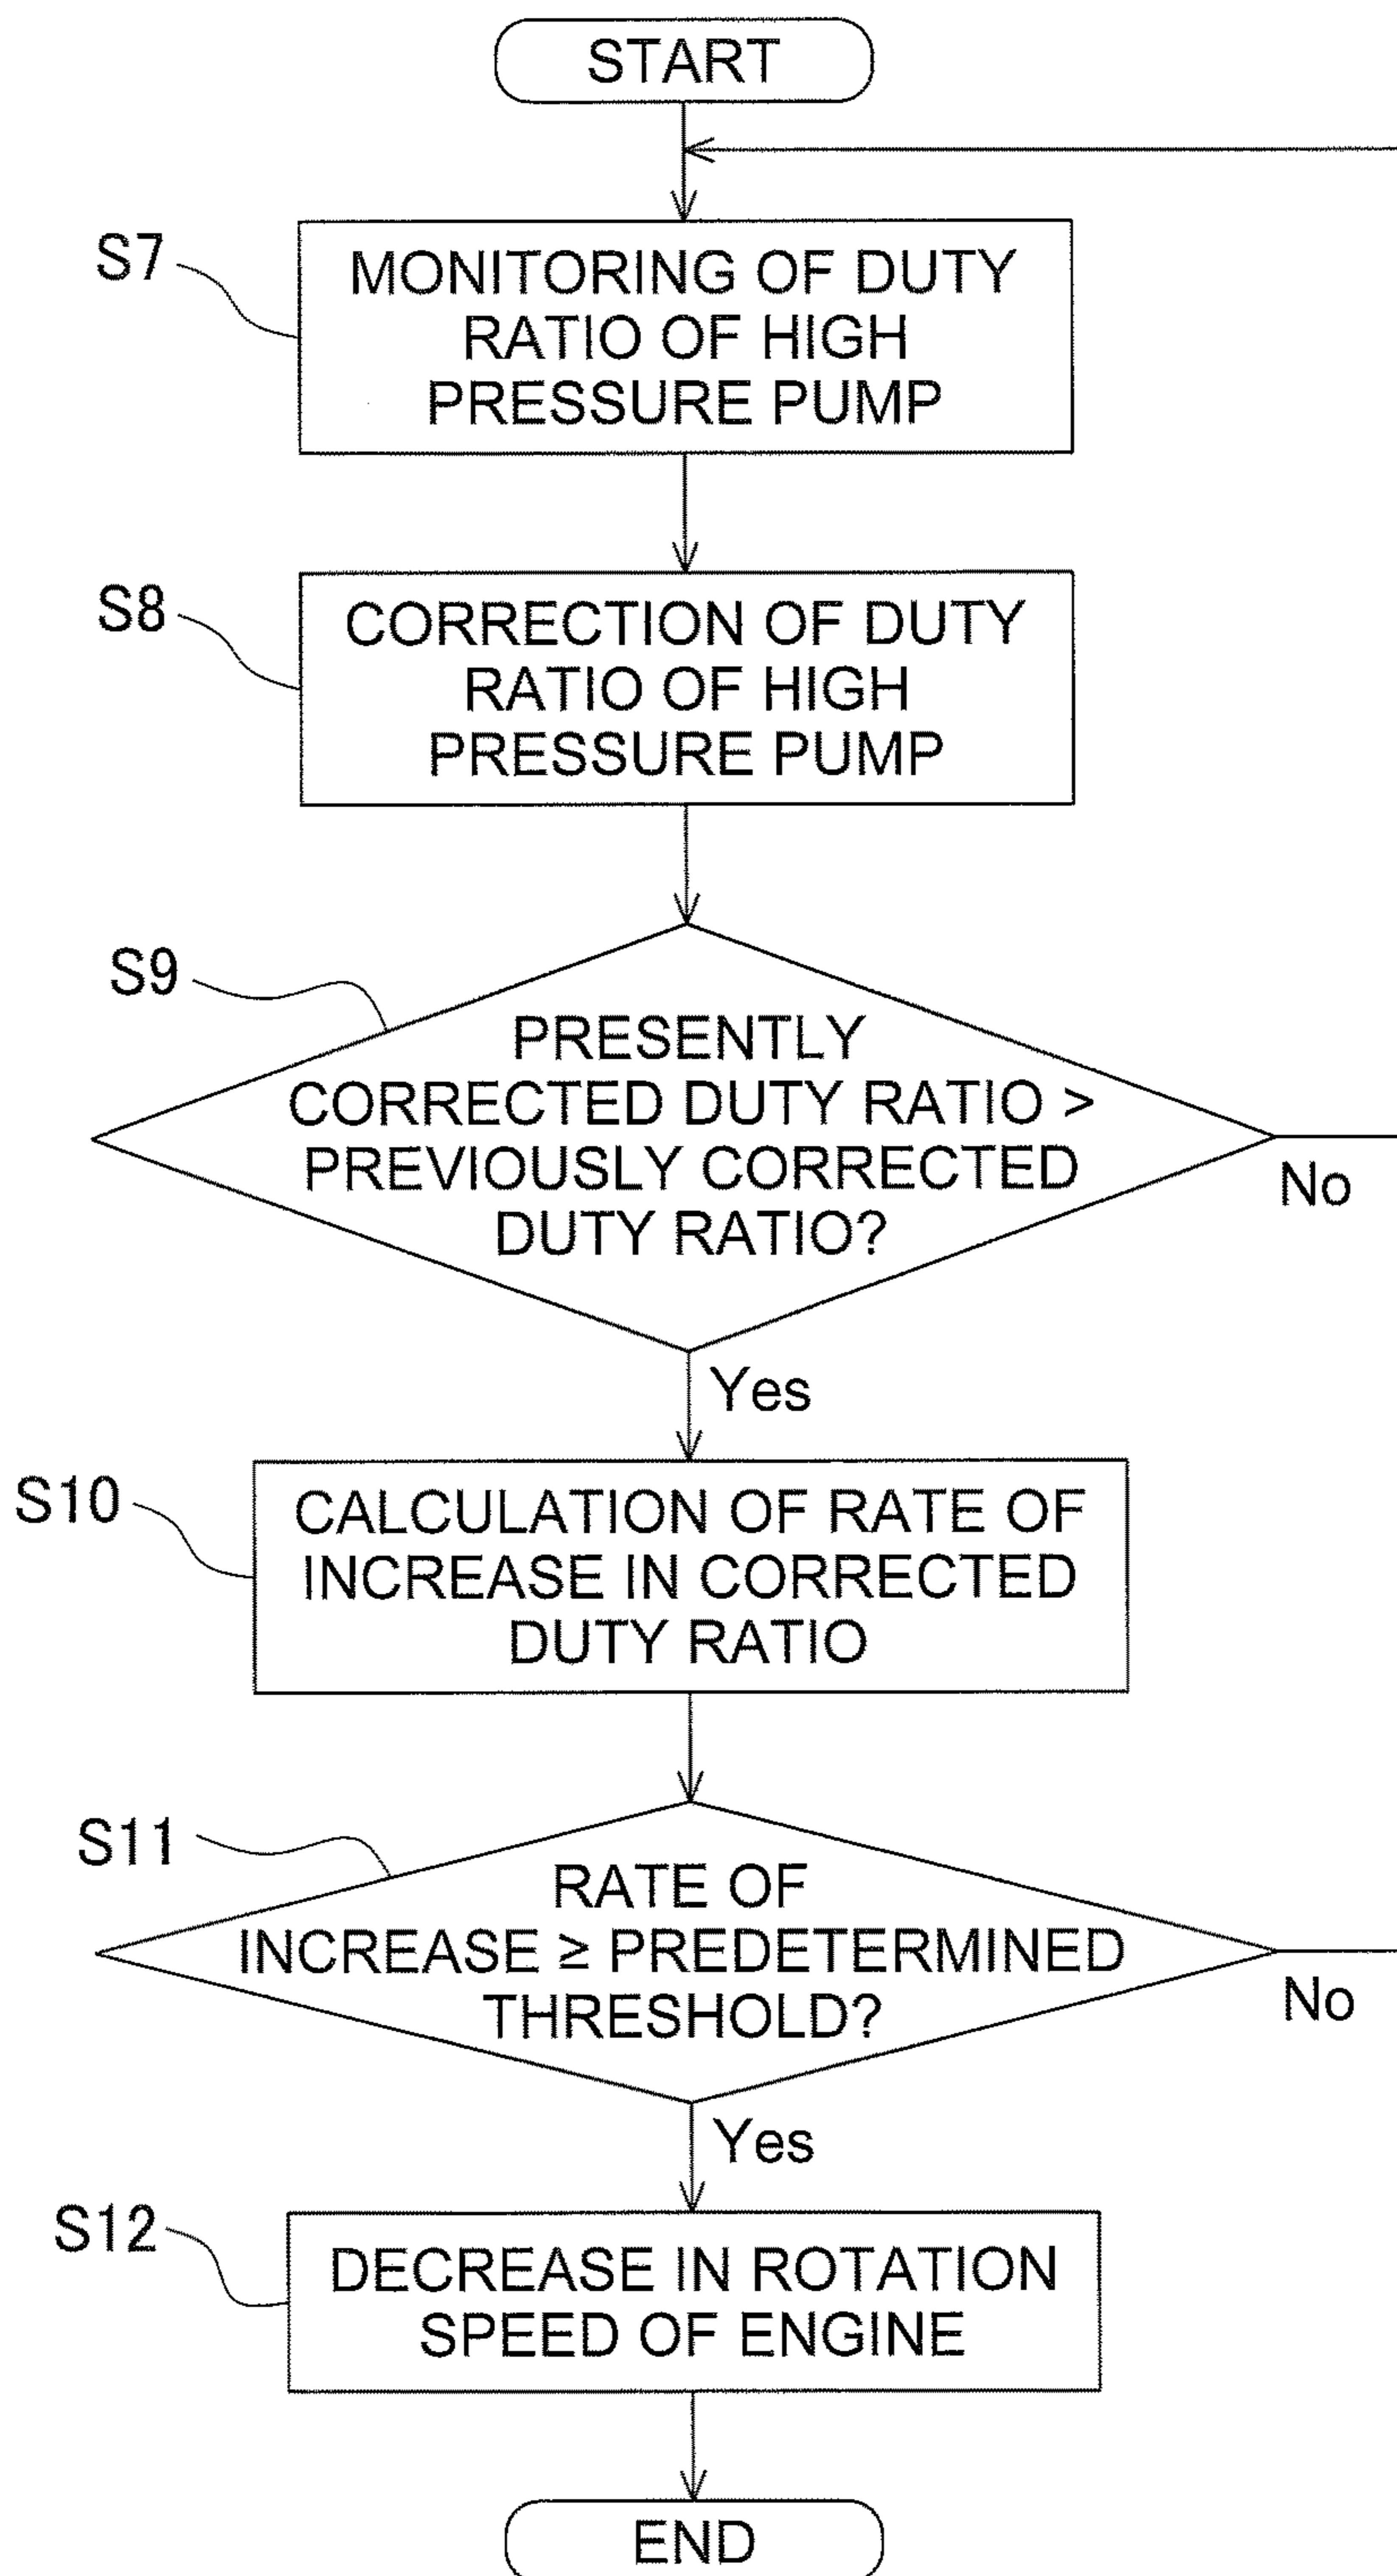 START
S7
MONITORING OF DUTY
RATIO OF HIGH
PRESSURE PUMP
S8
CORRECTION OF DUTY
RATIO OF HIGH
PRESSURE PUMP
S9
PRESENTLY
CORRECTED DUTY RATIO >
PREVIOUSLY CORRECTED
DUTY RATIO?
No
Yes
S10
CALCULATION OF RATE OF
INCREASE IN CORRECTED
DUTY RATIO
S11
RATE OF
INCREASE ≥ PREDETERMINED
THRESHOLD?
No
Yes
S12
DECREASE IN ROTATION
SPEED OF ENGINE
END